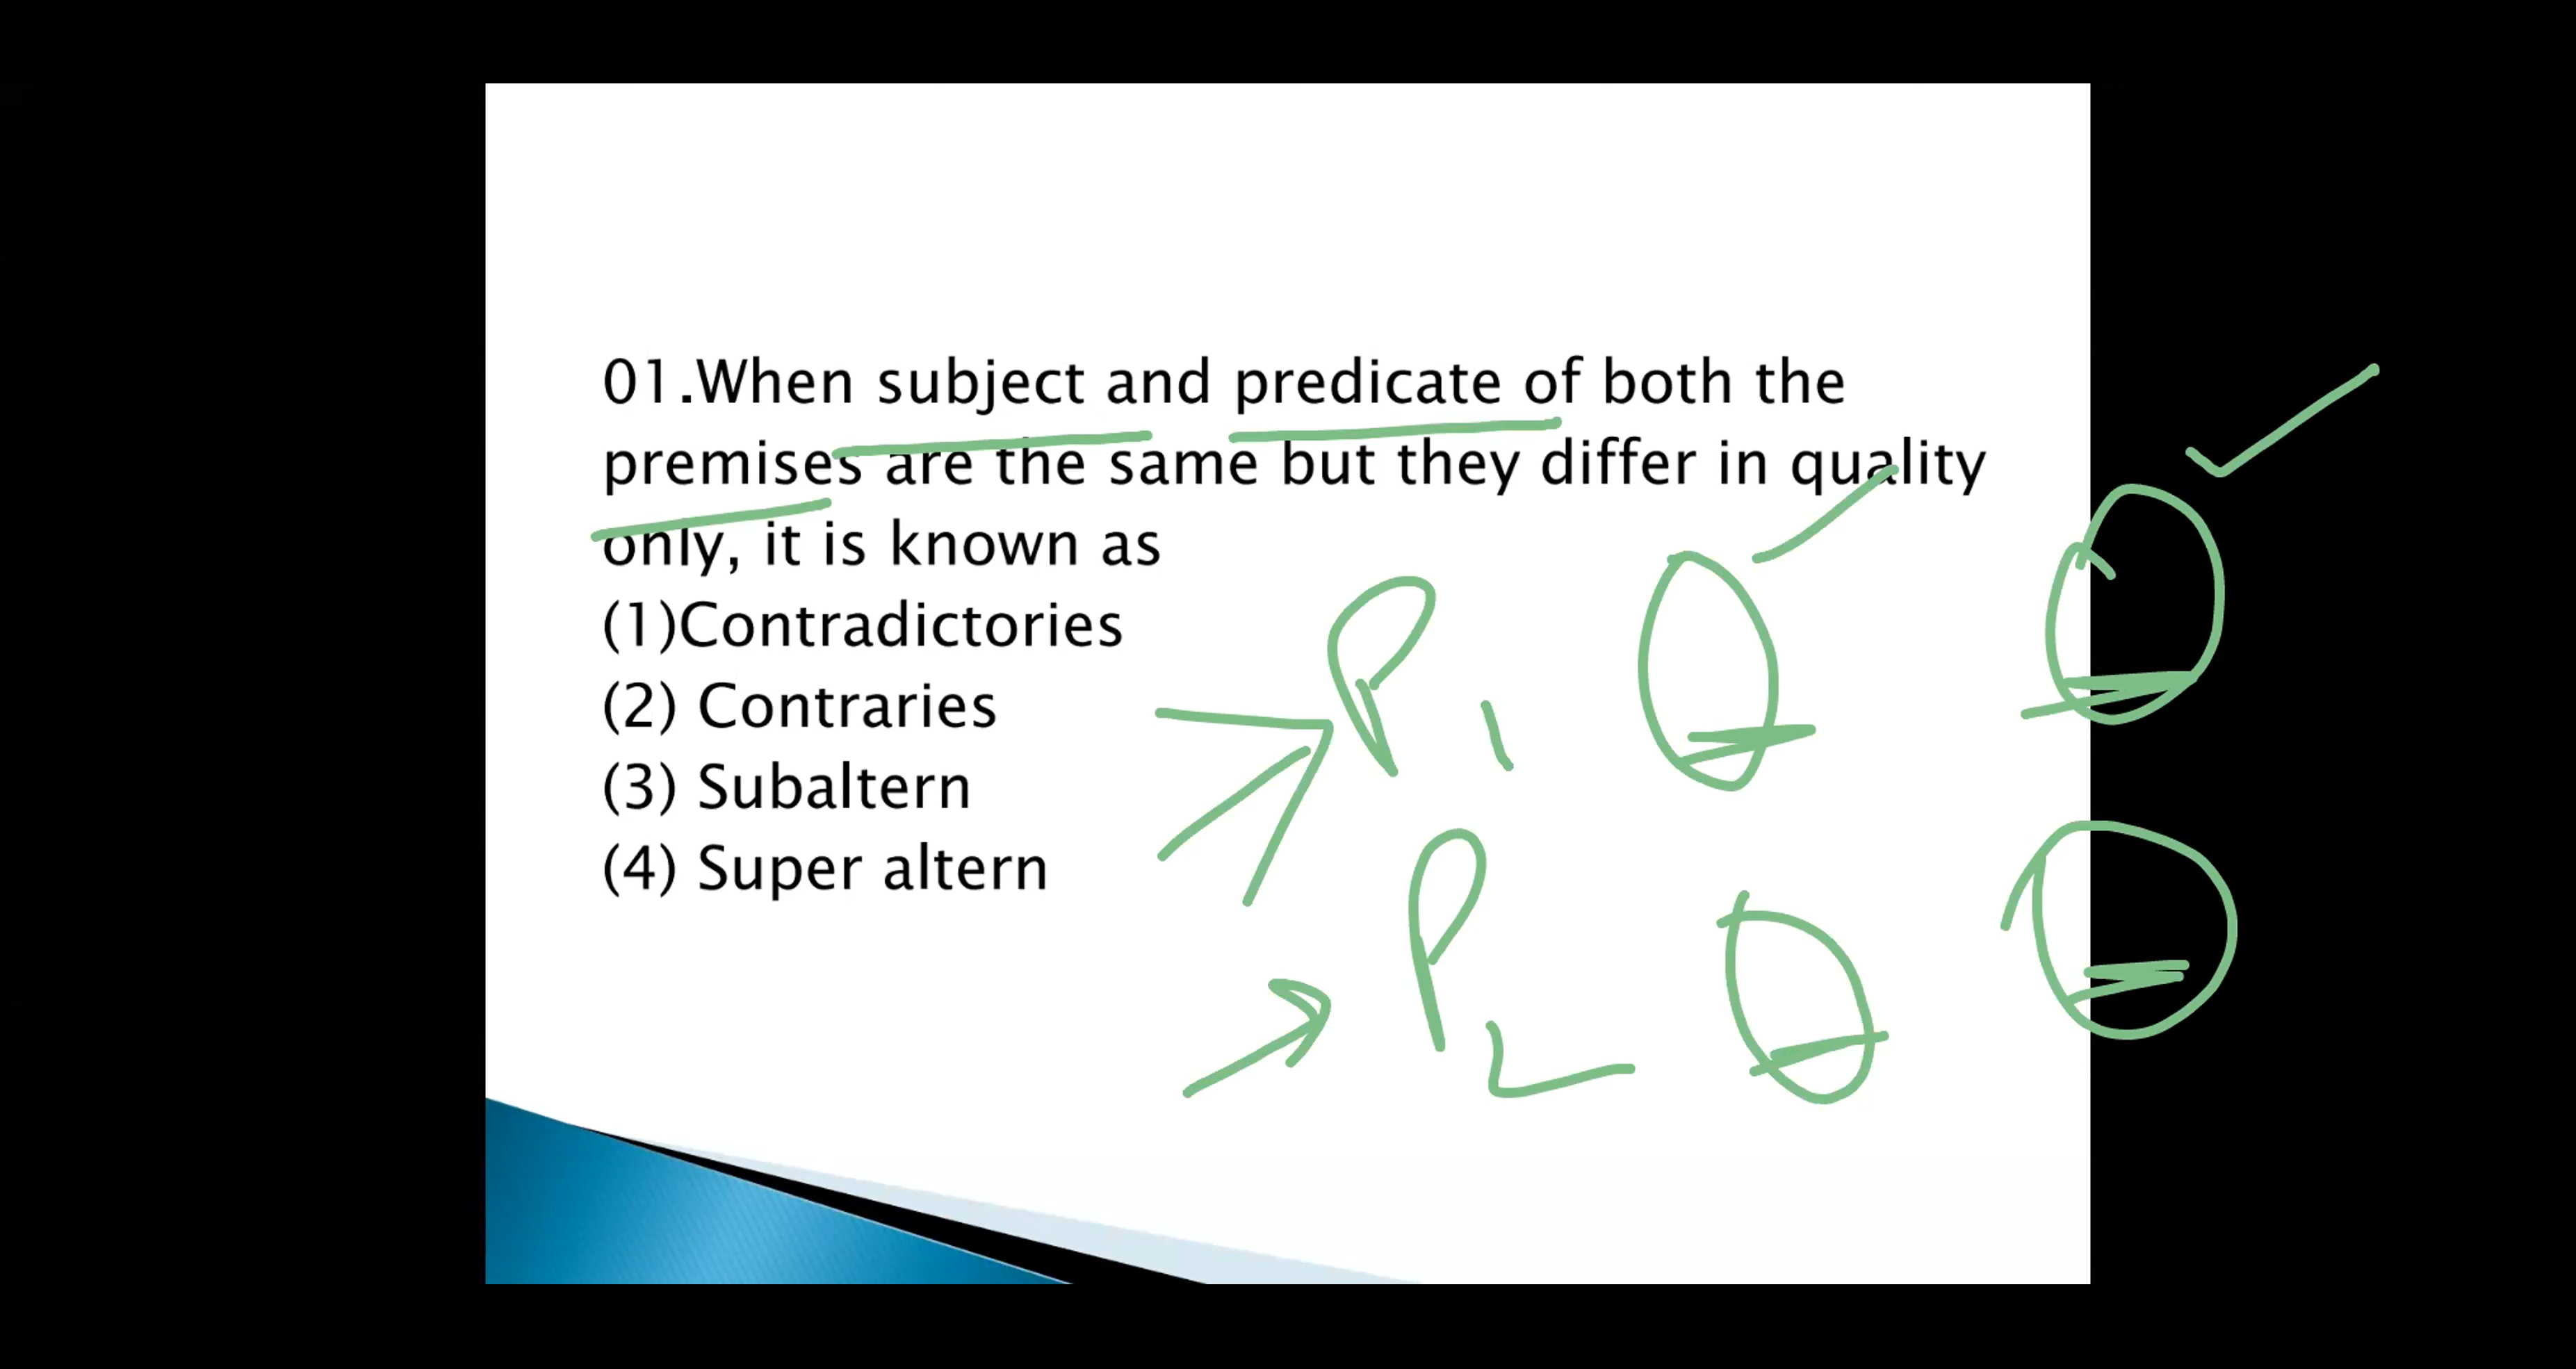 01.When subject and predicate of both the
premises are the same but they differ in quality
only, it is known as
(1)Contradictories
(2) Contraries
(3) Subaltern
(4) Super altern
P1 Q Q
P2 Q Q